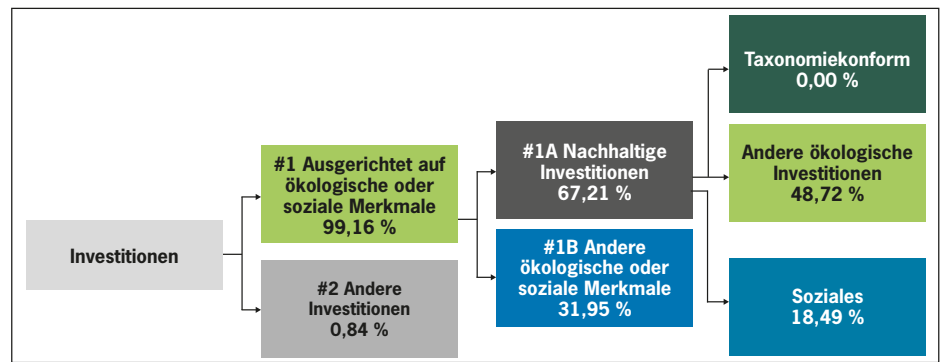 Investitionen
#1 Ausgerichtet auf
ökologische oder
soziale Merkmale
99,16 %
#2 Andere
Investitionen
0,84 %
#1A Nachhaltige
Investitionen
67,21 %
#1B Andere
ökologische oder
soziale Merkmale
31,95 %
Taxonomiekonform
0,00 %
Andere ökologische
Investitionen
48,72 %
Soziales
18,49 %